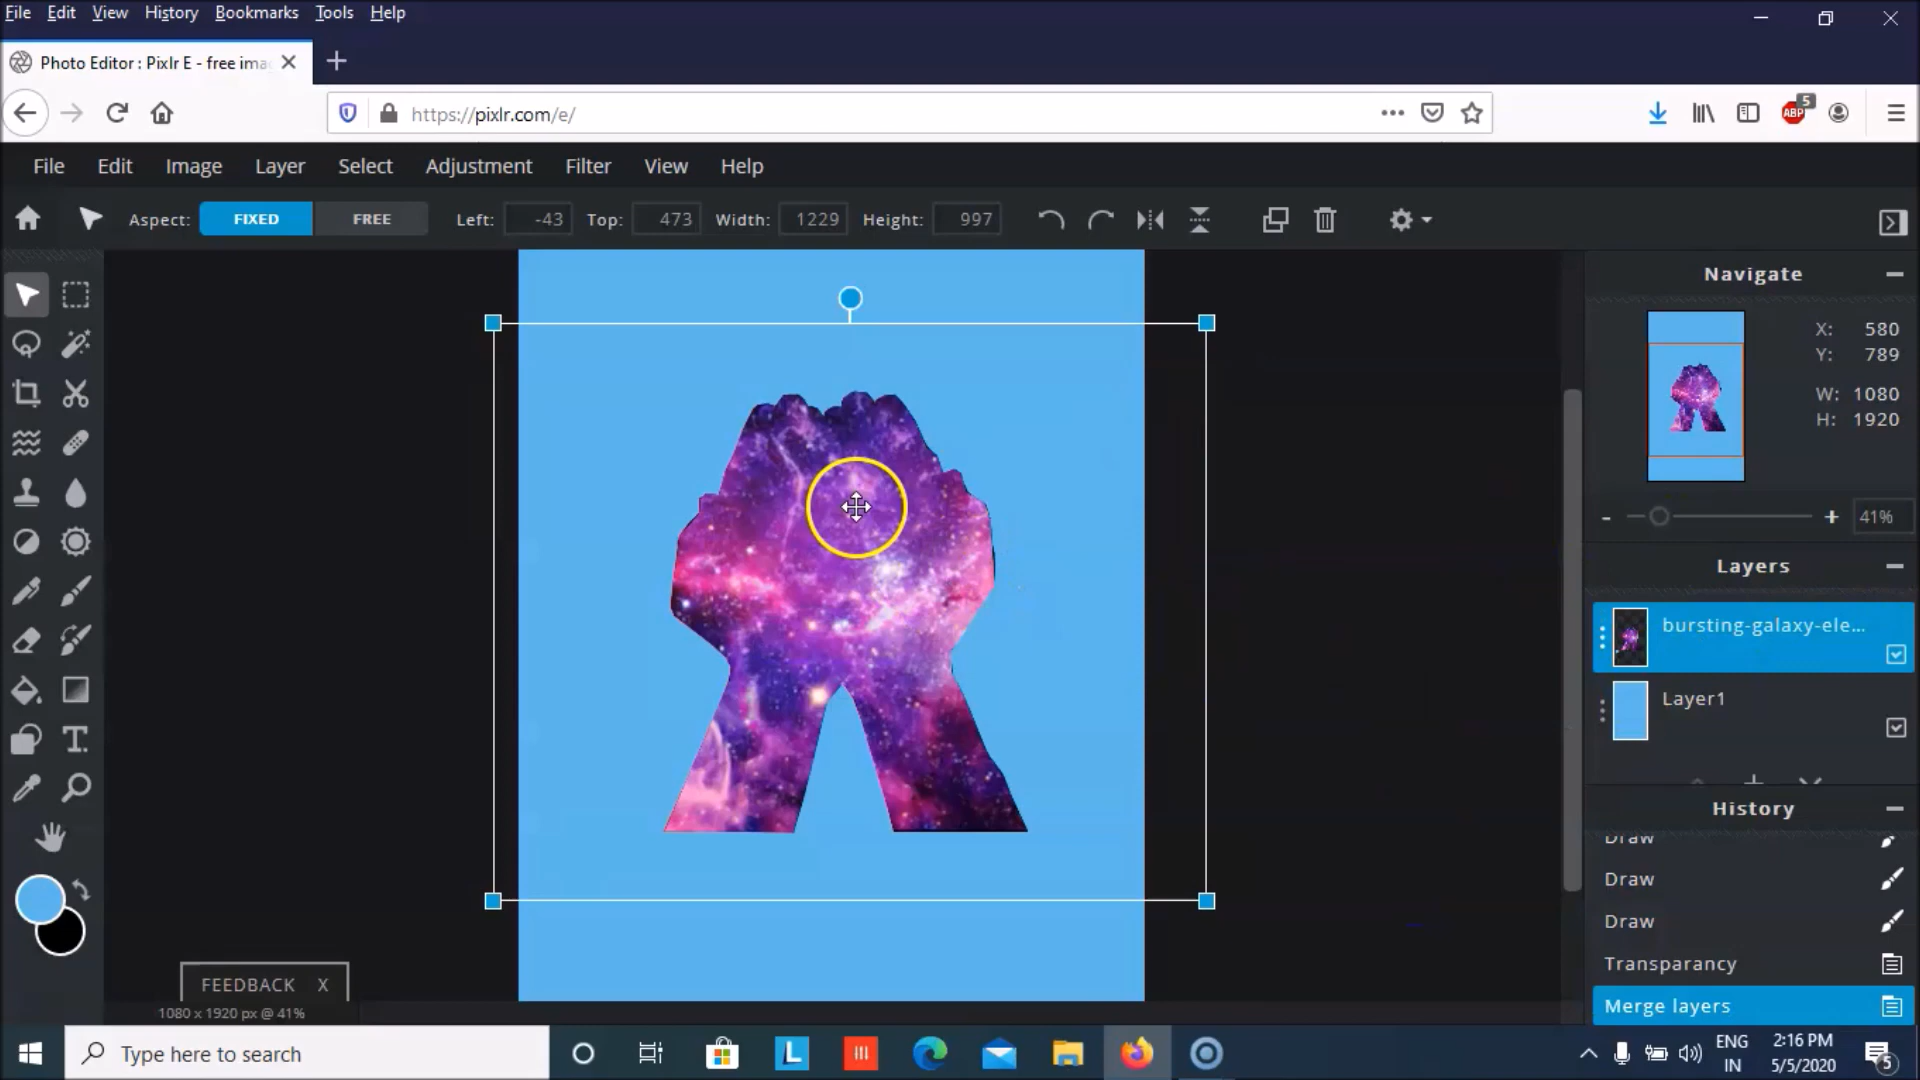 File Edit View History Bookmarks Tools Help
Photo Editor : Pixlr E - free ima
https://pixlr.com/e/
ABP 5
File Edit Image Layer Select Adjustment Filter View Help
Aspect: FIXED FREE Left: -43 Top: 473 Width: 1229 Height: 997
Navigate
X: 580
Y: 789
W: 1080
H: 1920
- + 41%
Layers
bursting-galaxy-ele...
Layer1
History
Draw
Draw
Draw
Transparancy
Merge layers
T.
FEEDBACK X
1080 x 1920 px @ 41%
Type here to search
L
ENG
IN
2:16 PM
5/5/2020
5